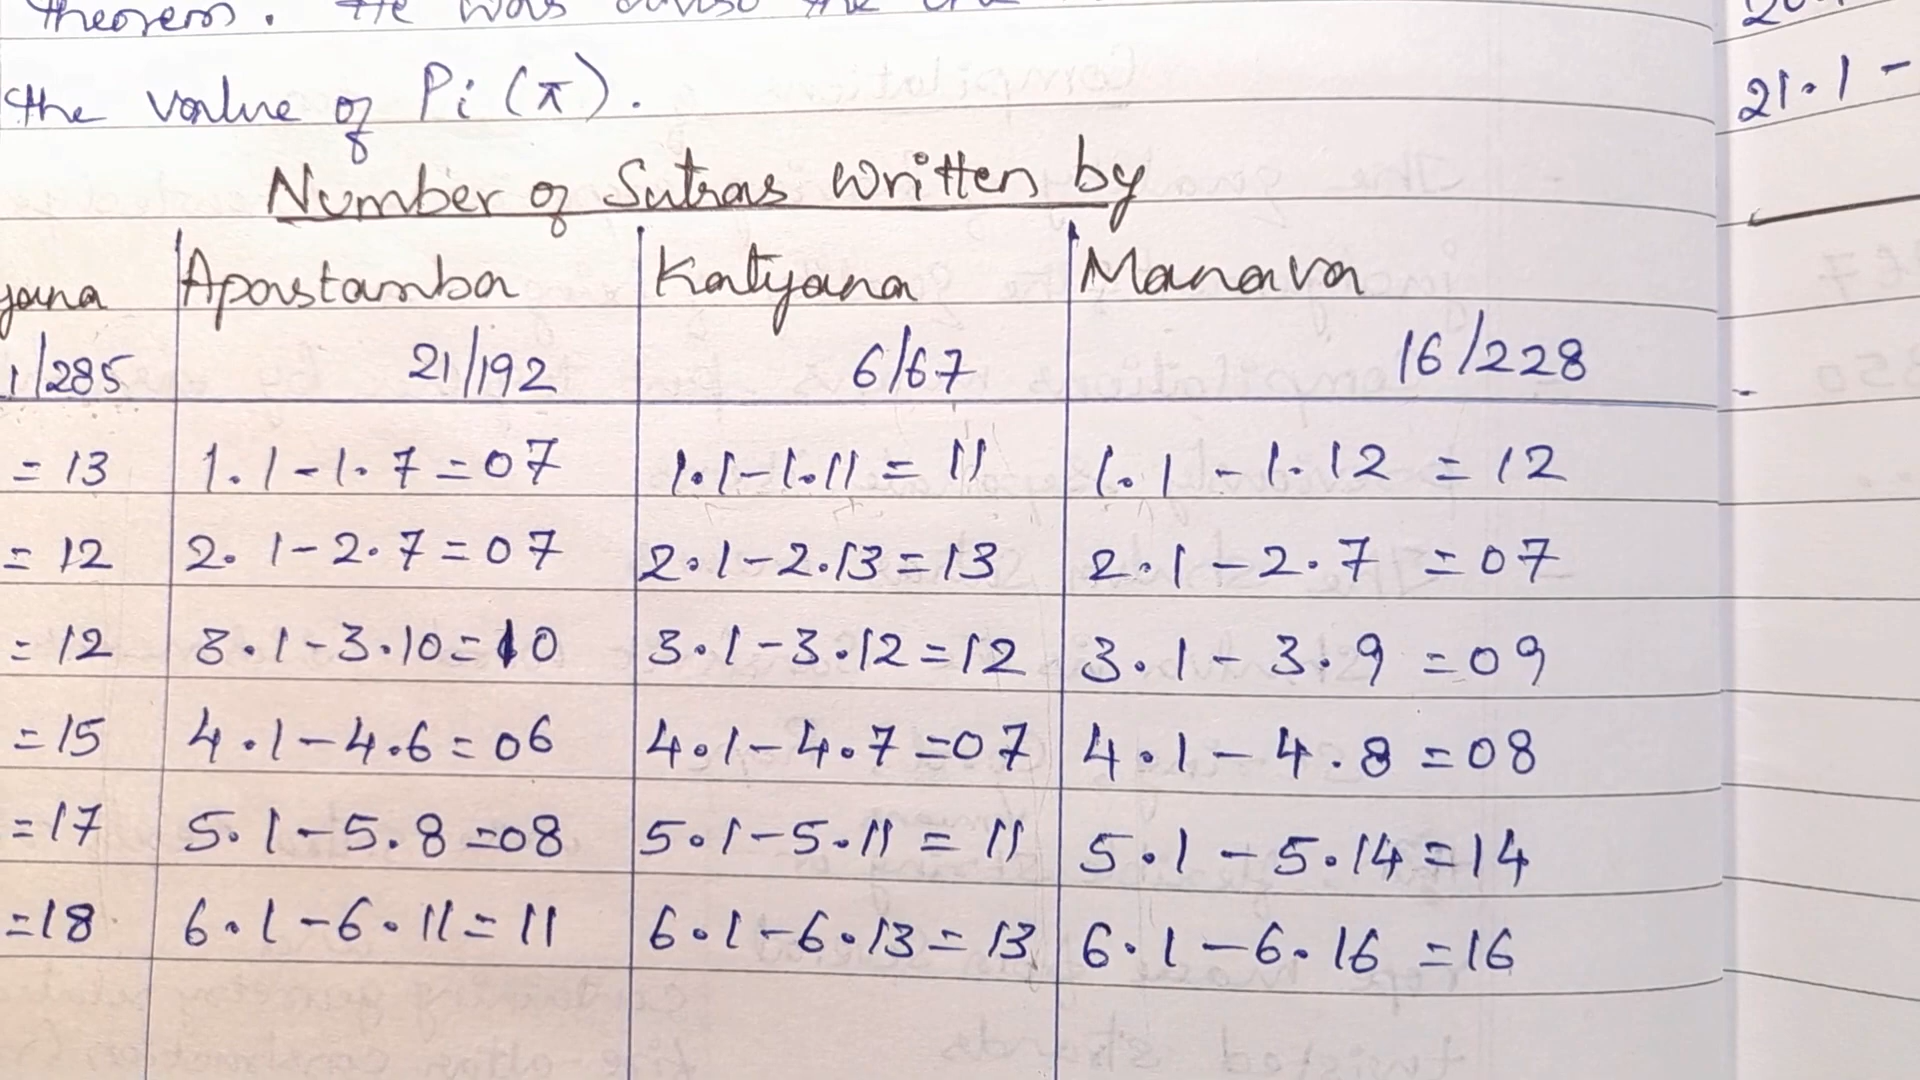 the value of Pi (π).
Number of Sutras written by
yana Apastamba Katyana Manava
1/285 21/192 6/67 16/228
= 13 1.1-1.7=07 1.1-1.11= 11 1.1 - 1.12 = 12
= 12 2.1-2.7=07 2.1-2.13=13 2.1-2.7 =07
= 12 3.1-3.10=10 3.1-3.12=12 3.1- 3.9 =09
=15 4.1-4.6=06 4.1-4.7=07 4.1-4.8=08
=17 5.1-5.8=08 5.1-5.11= 11 5.1-5.14=14
=18 6.1-6.11=11 6.1-6.13=13 6.1-6.16 =16
21.1 -